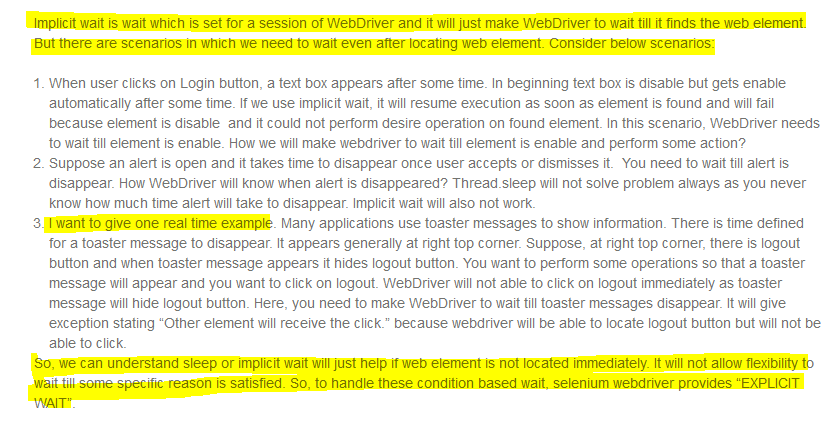 Implicit wait is wait which is set for a session of WebDriver and it will just make WebDriver to wait till it finds the web element.
But there are scenarios in which we need to wait even after locating web element. Consider below scenarios:
1. When user clicks on Login button, a text box appears after some time. In beginning text box is disable but gets enable
automatically after some time. If we use implicit wait, it will resume execution as soon as element is found and will fail
because element is disable  and it could not perform desire operation on found element. In this scenario, WebDriver needs
to wait till element is enable. How we will make webdriver to wait till element is enable and perform some action?
2. Suppose an alert is open and it takes time to disappear once user accepts or dismisses it.  You need to wait till alert is
disappear. How WebDriver will know when alert is disappeared? Thread.sleep will not solve problem always as you never
know how much time alert will take to disappear. Implicit wait will also not work.
3. I want to give one real time example. Many applications use toaster messages to show information. There is time defined
for a toaster message to disappear. It appears generally at right top corner. Suppose, at right top corner, there is logout
button and when toaster message appears it hides logout button. You want to perform some operations so that a toaster
message will appear and you want to click on logout. WebDriver will not able to click on logout immediately as toaster
message will hide logout button. Here, you need to make WebDriver to wait till toaster messages disappear. It will give
exception stating “Other element will receive the click.” because webdriver will be able to locate logout button but will not be
able to click.
So, we can understand sleep or implicit wait will just help if web element is not located immediately. It will not allow flexibility to
wait till some specific reason is satisfied. So, to handle these condition based wait, selenium webdriver provides “EXPLICIT
WAIT”.